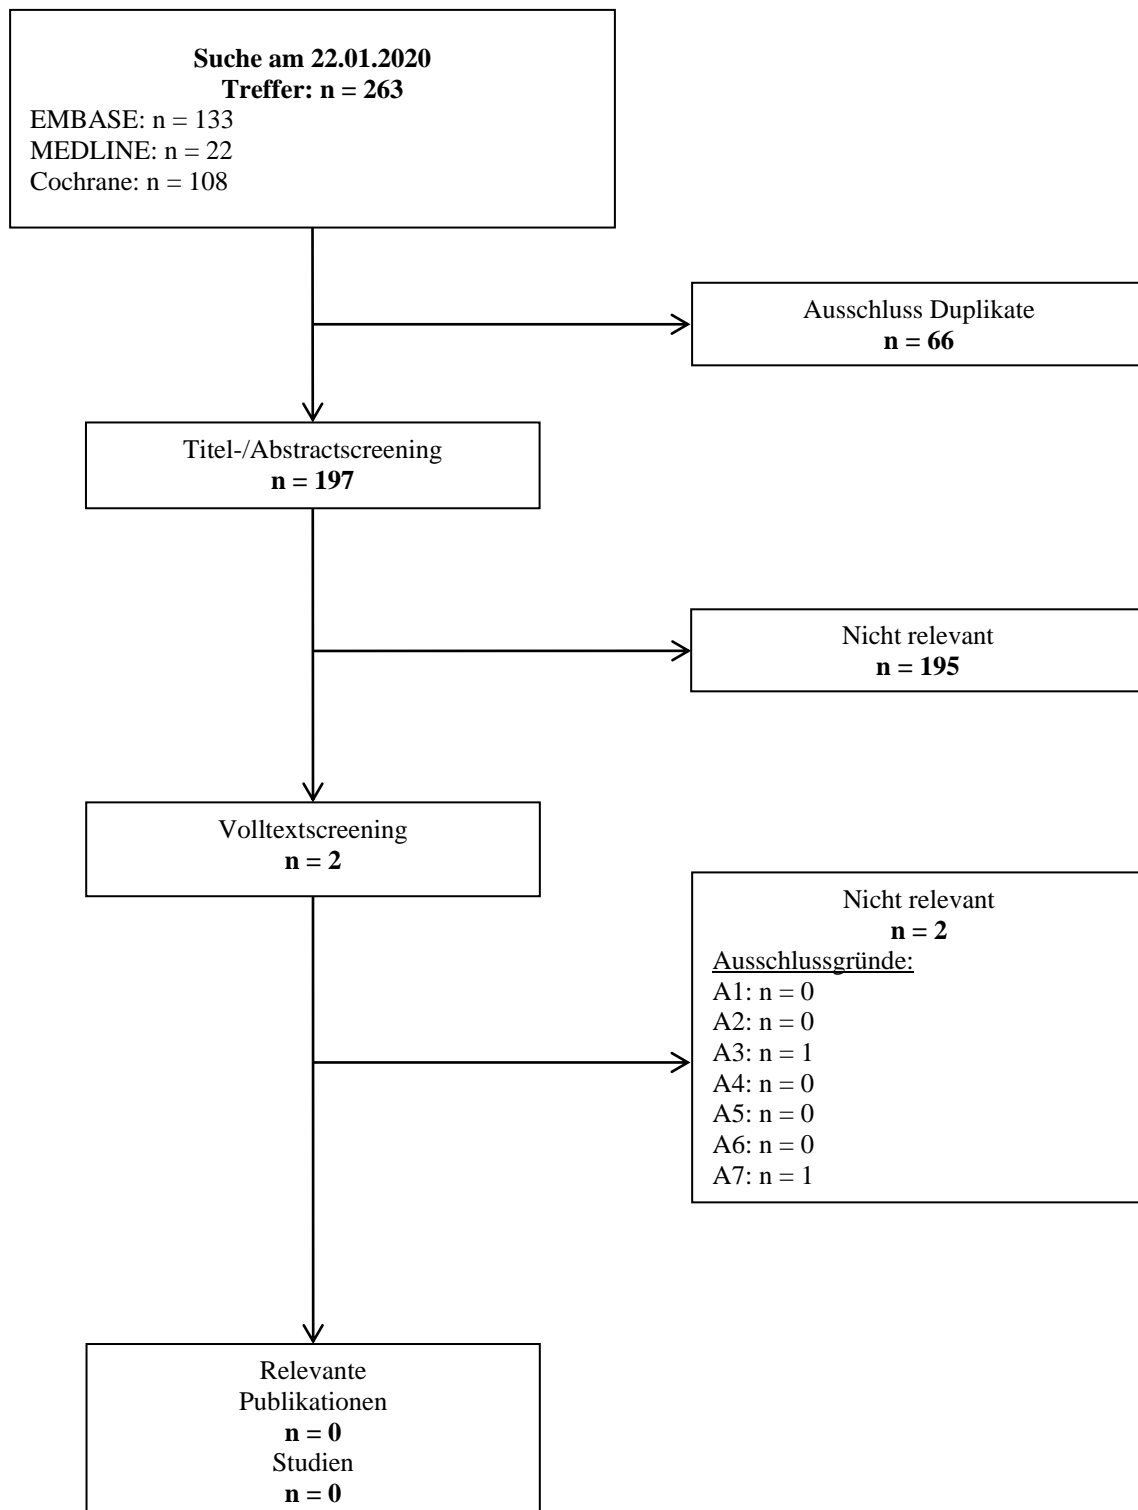 Suche am 22.01.2020
Treffer: n = 263
EMBASE: n = 133
MEDLINE: n = 22
Cochrane: n = 108
Ausschluss Duplikate
n = 66
Titel-/Abstractscreening
n = 197
Nicht relevant
n = 195
Volltextscreening
n = 2
Nicht relevant
n = 2
Ausschlussgründe:
A1: n = 0
A2: n = 0
A3: n = 1
A4: n = 0
A5: n = 0
A6: n = 0
A7: n = 1
Relevante
Publikationen
n = 0
Studien
n = 0